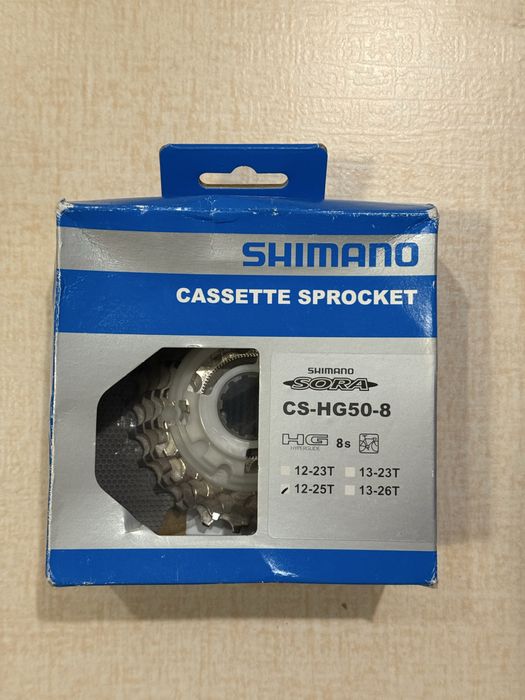 SHIMANO
CASSETTE SPROCKET
SHIMANO
SORA
CS-HG50-8
HG 8s
HYPERGLIDE
12-23T 13-23T
12-25T 13-26T